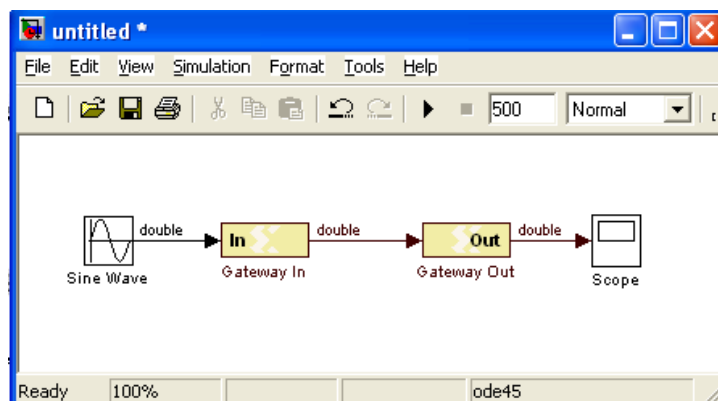 untitled *
File Edit View Simulation Format Tools Help
500 Normal
double double double
In Out
Sine Wave Gateway In Gateway Out Scope
Ready 100% ode45